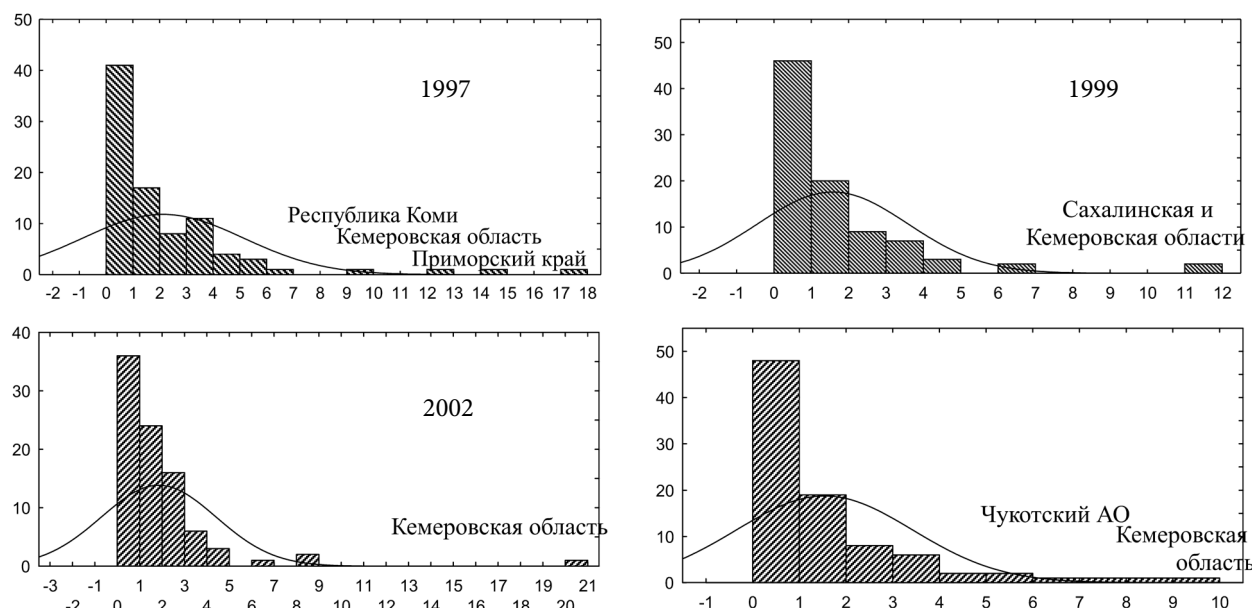 50
40
30
20
10
0
1997
Республика Коми
Кемеровская область
Приморский край
-2 -1 0 1 2 3 4 5 6 7 8 9 10 11 12 13 14 15 16 17 18
50
40
30
20
10
0
1999
Сахалинская и
Кемеровская области
-2 -1 0 1 2 3 4 5 6 7 8 9 10 11 12
40
30
20
10
0
2002
Кемеровская область
-3 -1 1 3 5 7 9 11 13 15 17 19 21
-2 0 2 4 6 8 10 12 14 16 18 20
50
40
30
20
10
0
Чукотский АО
Кемеровская
область
-1 0 1 2 3 4 5 6 7 8 9 10